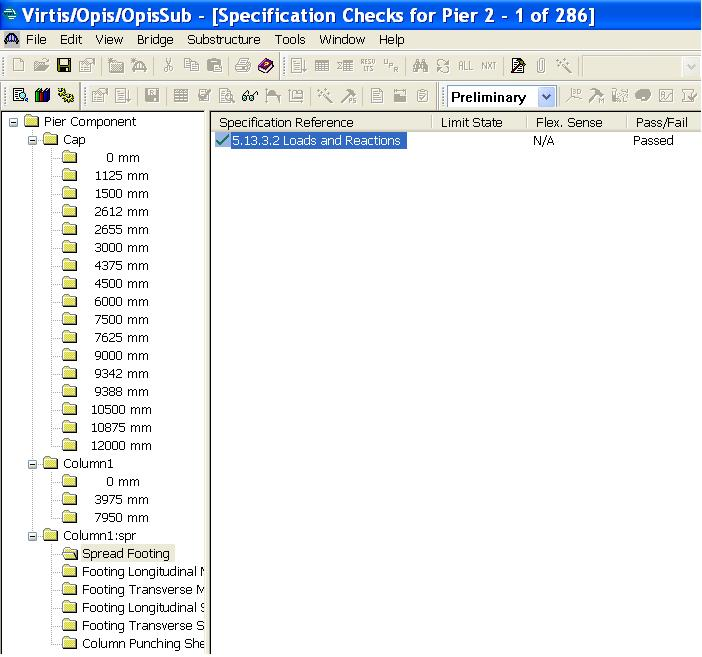 Virtis/Opis/OpisSub - [Specification Checks for Pier 2 - 1 of 286]
File Edit View Bridge Substructure Tools Window Help
RESU LTS UPR ALL NXT
Preliminary
Specification Reference Limit State Flex. Sense Pass/Fail
5.13.3.2 Loads and Reactions N/A Passed
Pier Component
Cap
0 mm
1125 mm
1500 mm
2612 mm
2655 mm
3000 mm
4375 mm
4500 mm
6000 mm
7500 mm
7625 mm
9000 mm
9342 mm
9388 mm
10500 mm
10875 mm
12000 mm
Column1
0 mm
3975 mm
7950 mm
Column1:spr
Spread Footing
Footing Longitudinal M
Footing Transverse M
Footing Longitudinal S
Footing Transverse S
Column Punching She